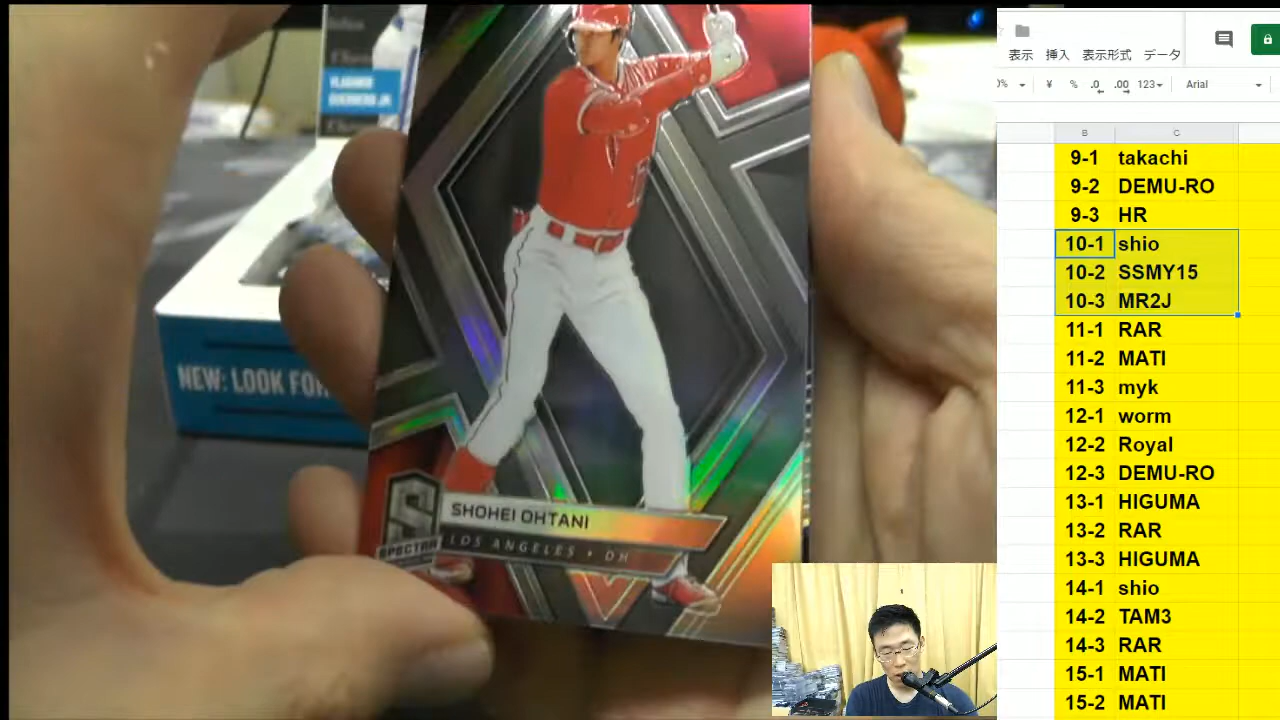 VLADIMIR
GUERRERO JR.
NEW: LOOK FOR
SHOHEI OHTANI
LOS ANGELES • DH
SPECTRA
表示 挿入 表示形式 データ
% ¥ % .0 .00 123 Arial
B C
9-1 takachi
9-2 DEMU-RO
9-3 HR
10-1 shio
10-2 SSMY15
10-3 MR2J
11-1 RAR
11-2 MATI
11-3 myk
12-1 worm
12-2 Royal
12-3 DEMU-RO
13-1 HIGUMA
13-2 RAR
13-3 HIGUMA
14-1 shio
14-2 TAM3
14-3 RAR
15-1 MATI
15-2 MATI